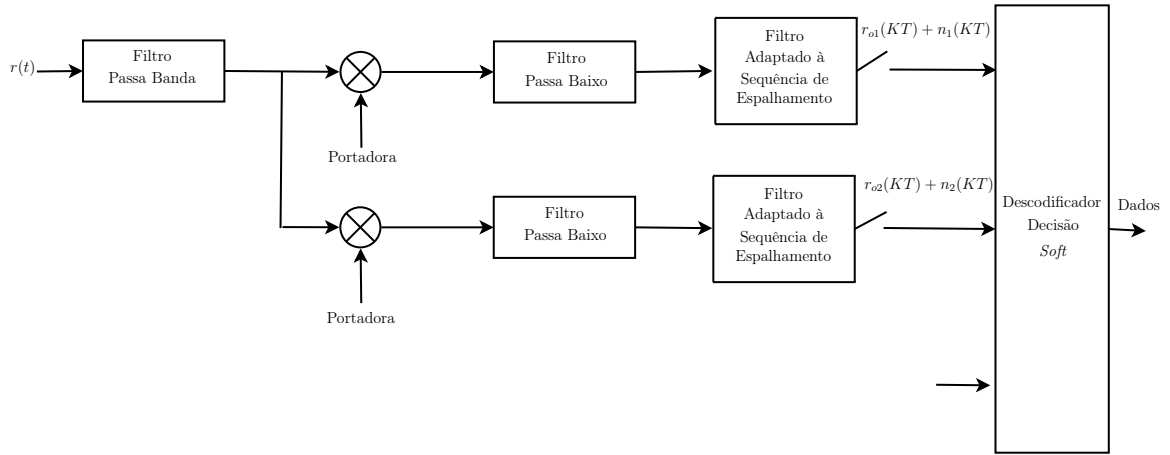 r(t)
Filtro
Passa Banda
Portadora
Filtro
Passa Baixo
Filtro
Adaptado à
Sequência de
Espalhamento
r_{o1}(KT) + n_1(KT)
Portadora
Filtro
Passa Baixo
Filtro
Adaptado à
Sequência de
Espalhamento
r_{o2}(KT) + n_2(KT)
Descodificador
Decisão
Soft
Dados